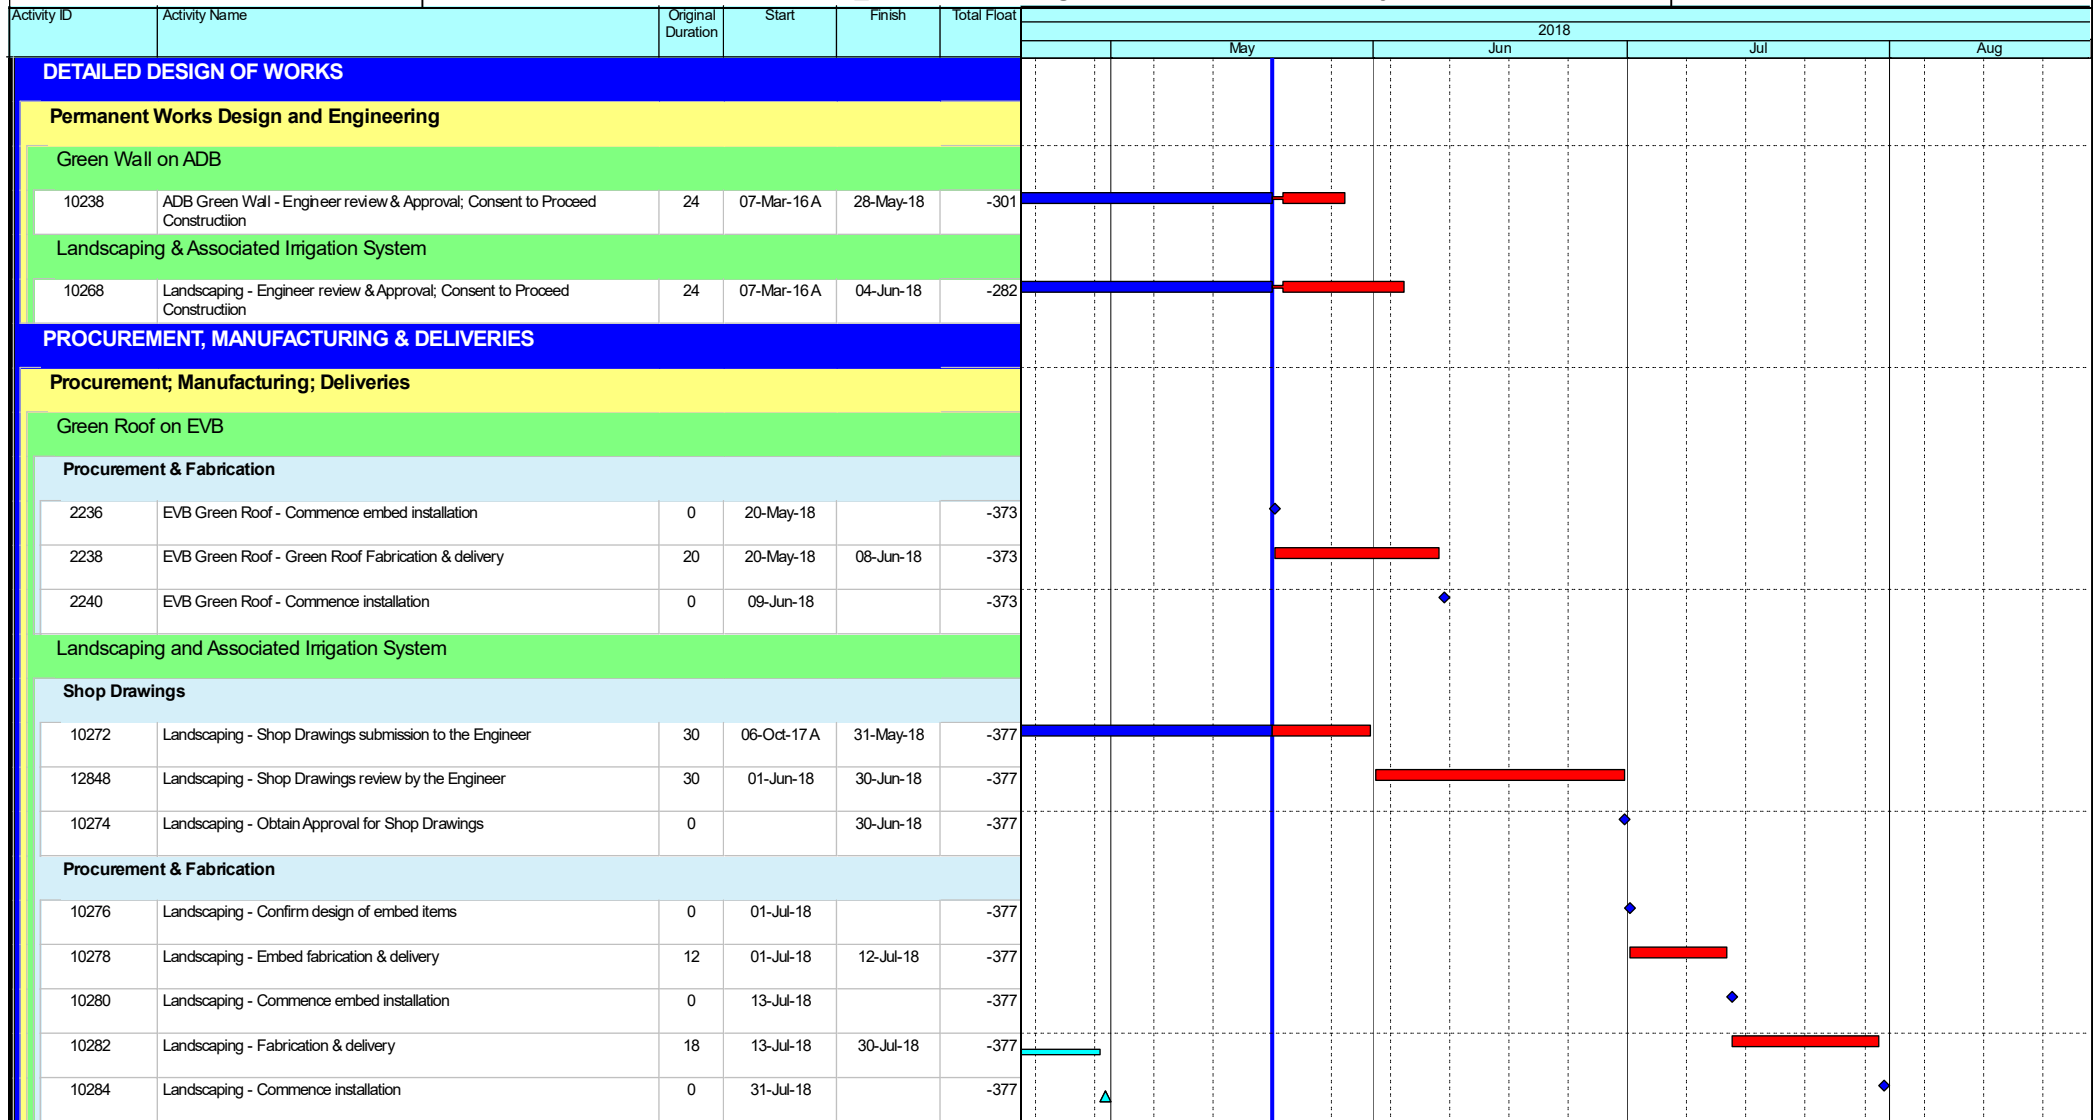 Activity ID Activity Name Original Duration Start Finish Total Float
2018
May Jun Jul Aug
DETAILED DESIGN OF WORKS
Permanent Works Design and Engineering
Green Wall on ADB
10238 ADB Green Wall - Engineer review & Approval; Consent to Proceed 24 07-Mar-16 A 28-May-18 -301
Constructiion
Landscaping & Associated Irrigation System
10268 Landscaping - Engineer review & Approval; Consent to Proceed 24 07-Mar-16 A 04-Jun-18 -282
Constructiion
PROCUREMENT, MANUFACTURING & DELIVERIES
Procurement; Manufacturing; Deliveries
Green Roof on EVB
Procurement & Fabrication
2236 EVB Green Roof - Commence embed installation 0 20-May-18 -373
2238 EVB Green Roof - Green Roof Fabrication & delivery 20 20-May-18 08-Jun-18 -373
2240 EVB Green Roof - Commence installation 0 09-Jun-18 -373
Landscaping and Associated Irrigation System
Shop Drawings
10272 Landscaping - Shop Drawings submission to the Engineer 30 06-Oct-17 A 31-May-18 -377
12848 Landscaping - Shop Drawings review by the Engineer 30 01-Jun-18 30-Jun-18 -377
10274 Landscaping - Obtain Approval for Shop Drawings 0 30-Jun-18 -377
Procurement & Fabrication
10276 Landscaping - Confirm design of embed items 0 01-Jul-18 -377
10278 Landscaping - Embed fabrication & delivery 12 01-Jul-18 12-Jul-18 -377
10280 Landscaping - Commence embed installation 0 13-Jul-18 -377
10282 Landscaping - Fabrication & delivery 18 13-Jul-18 30-Jul-18 -377
10284 Landscaping - Commence installation 0 31-Jul-18 -377